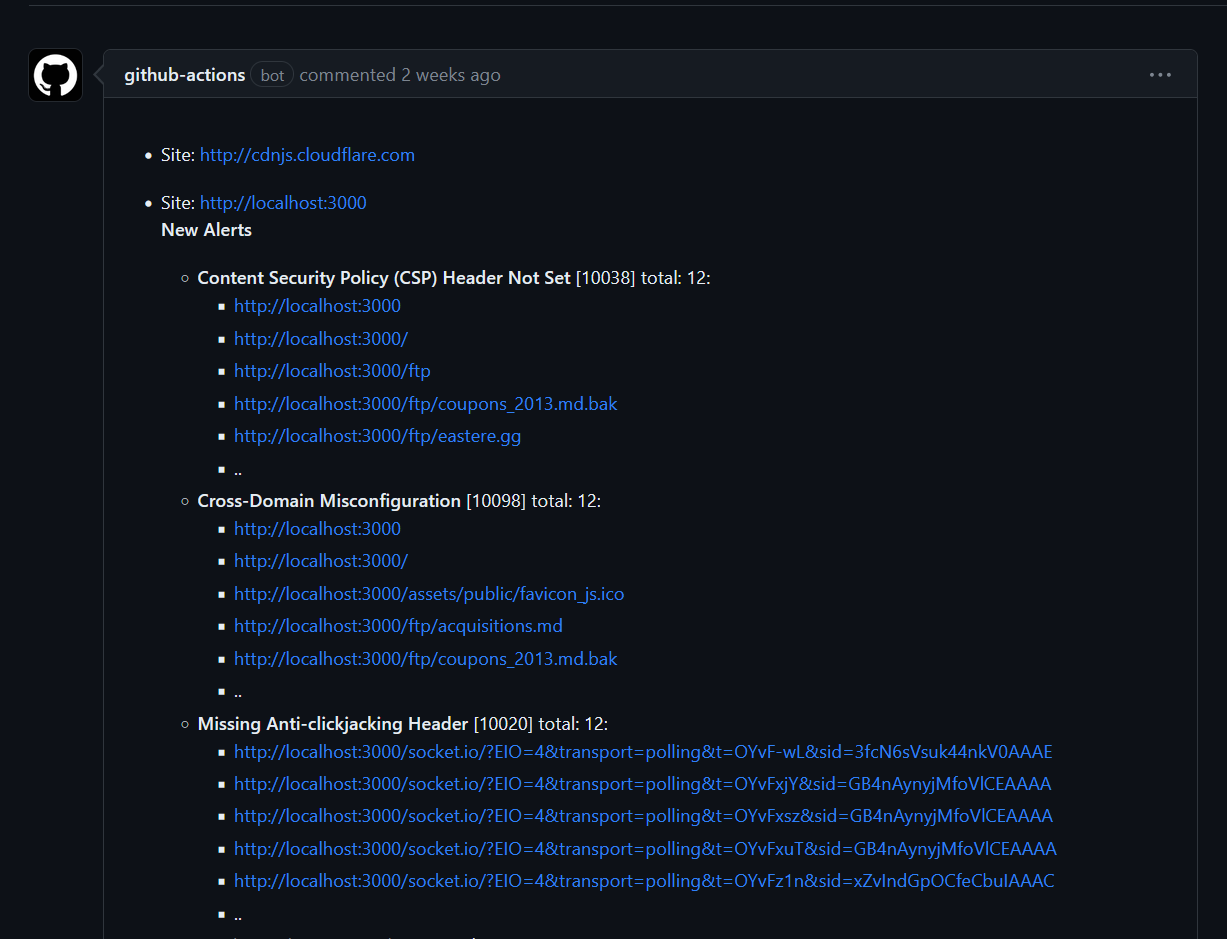 github-actions bot commented 2 weeks ago
Site: http://cdnjs.cloudflare.com
Site: http://localhost:3000
New Alerts
Content Security Policy (CSP) Header Not Set [10038] total: 12:
http://localhost:3000
http://localhost:3000/
http://localhost:3000/ftp
http://localhost:3000/ftp/coupons_2013.md.bak
http://localhost:3000/ftp/eastere.gg
..
Cross-Domain Misconfiguration [10098] total: 12:
http://localhost:3000
http://localhost:3000/
http://localhost:3000/assets/public/favicon_js.ico
http://localhost:3000/ftp/acquisitions.md
http://localhost:3000/ftp/coupons_2013.md.bak
..
Missing Anti-clickjacking Header [10020] total: 12:
http://localhost:3000/socket.io/?EIO=4&transport=polling&t=OYvF-wL&sid=3fcN6sVsuk44nkV0AAAE
http://localhost:3000/socket.io/?EIO=4&transport=polling&t=OYvFxjY&sid=GB4nAynyjMfoVlCEAAAA
http://localhost:3000/socket.io/?EIO=4&transport=polling&t=OYvFxsz&sid=GB4nAynyjMfoVlCEAAAA
http://localhost:3000/socket.io/?EIO=4&transport=polling&t=OYvFxuT&sid=GB4nAynyjMfoVlCEAAAA
http://localhost:3000/socket.io/?EIO=4&transport=polling&t=OYvFz1n&sid=xZvIndGpOCfeCbuIAAAC
..